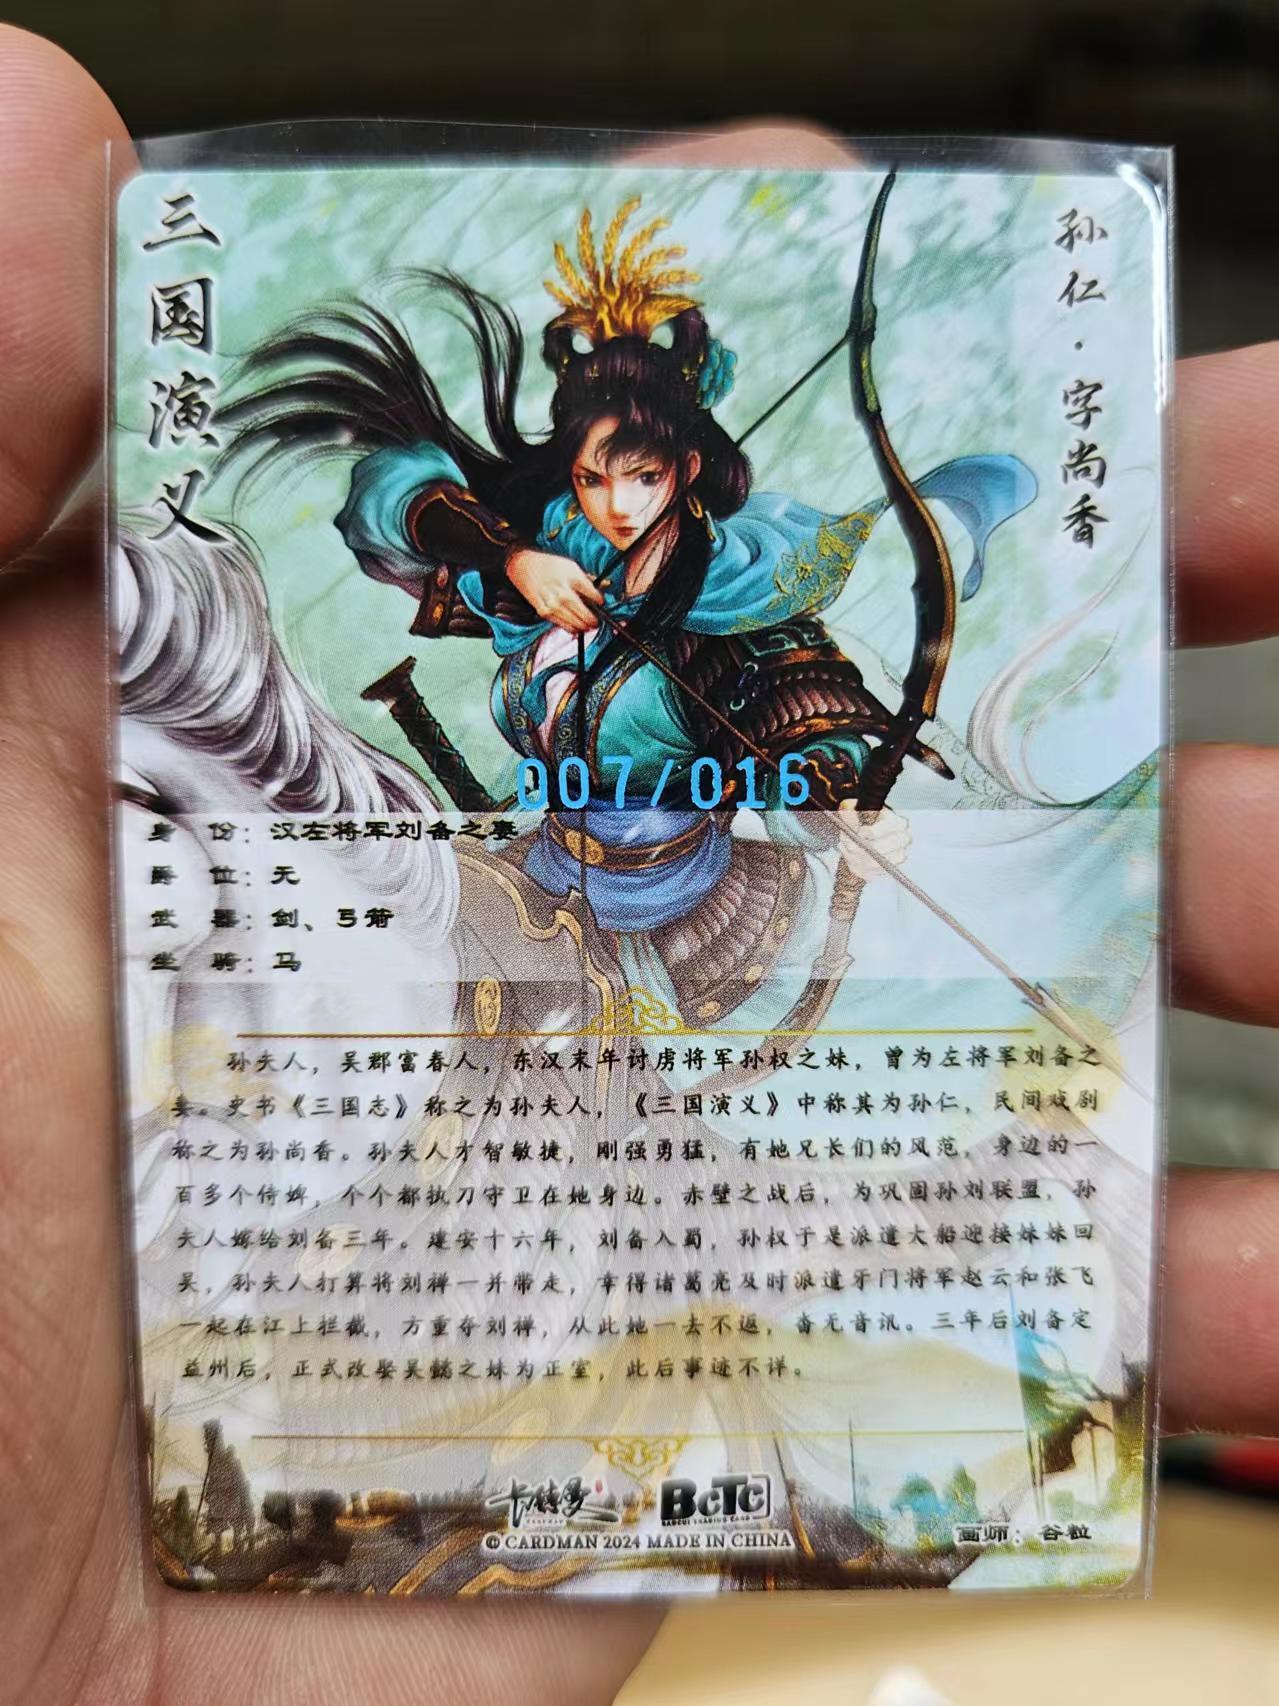 三国演义
孙仁·字尚香
007/016
身 份：汉左将军刘备之妻
爵 位：无
武 器：剑、弓箭
坐 骑：马
孙夫人，吴郡富春人，东汉末年讨虏将军孙权之妹，曾为左将军刘备之
妻。史书《三国志》称之为孙夫人，《三国演义》中称其为孙仁，民间戏剧
称之为孙尚香。孙夫人才智敏捷，刚强勇猛，有她兄长们的风范，身边的一
百多个侍婢，个个都执刀守卫在她身边。赤壁之战后，为巩固孙刘联盟，孙
夫人嫁给刘备三年。建安十六年，刘备入蜀，孙权于是派遣大船迎接妹妹回
吴，孙夫人打算将刘禅一并带走，幸得诸葛亮及时派遣牙门将军赵云和张飞
一起在江上拦截，方重夺刘禅，从此她一去不返，杳无音讯。三年后刘备定
益州后，正式改娶吴懿之妹为正室，此后事迹不详。
卡特曼
BCTC
© CARDMAN 2024 MADE IN CHINA
画师：谷粒